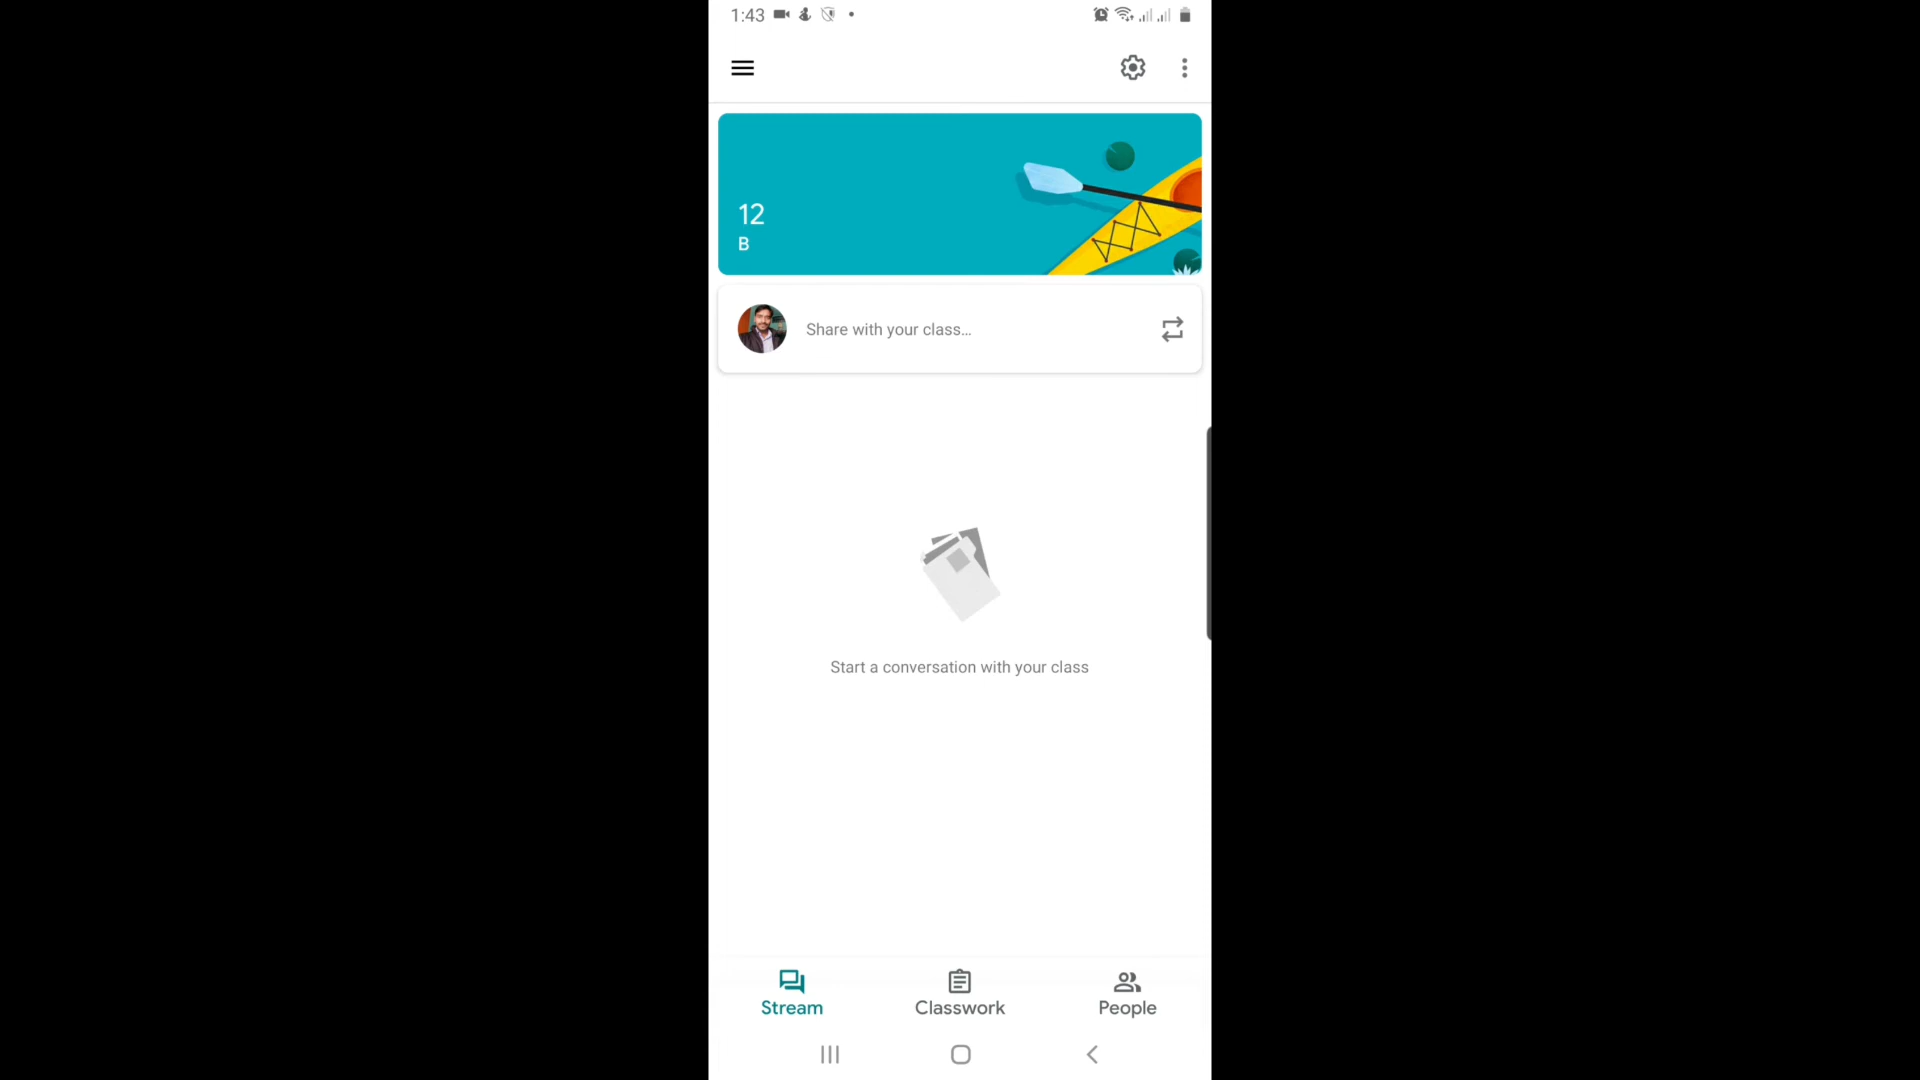 1:43
12
B
Share with your class...
Start a conversation with your class
Stream
Classwork
People